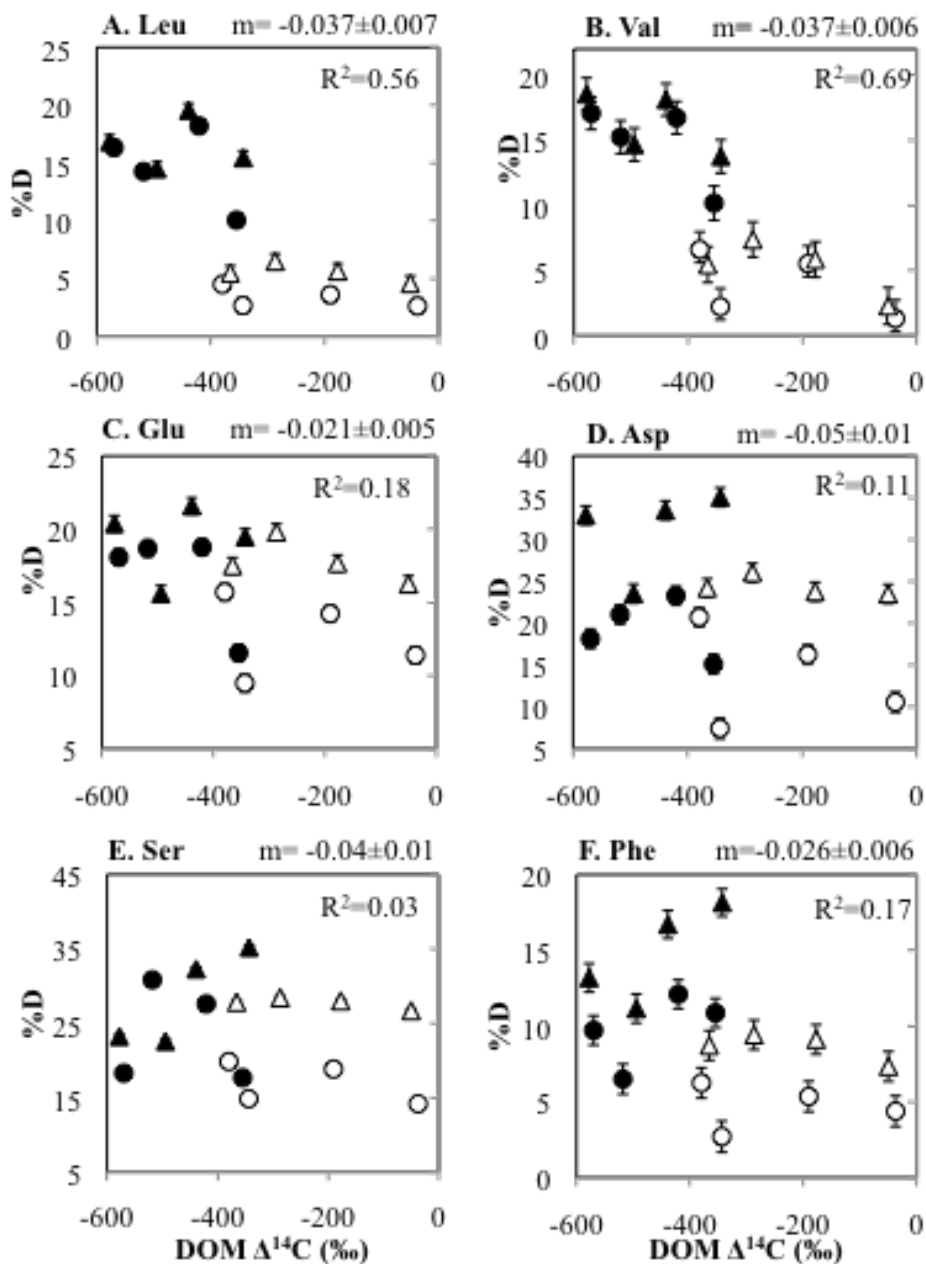 A. Leu m= -0.037±0.007
R²=0.56
25
20
15
10
5
0
%D
-600 -400 -200 0
B. Val m= -0.037±0.006
R²=0.69
20
15
10
5
0
%D
-600 -400 -200 0
C. Glu m= -0.021±0.005
R²=0.18
25
20
15
10
5
%D
-600 -400 -200 0
D. Asp m= -0.05±0.01
R²=0.11
40
35
30
25
20
15
10
5
%D
-600 -400 -200 0
E. Ser m= -0.04±0.01
R²=0.03
45
35
25
15
5
%D
-600 -400 -200 0
DOM Δ¹⁴C (‰)
F. Phe m=-0.026±0.006
R²=0.17
20
15
10
5
0
%D
-600 -400 -200 0
DOM Δ¹⁴C (‰)